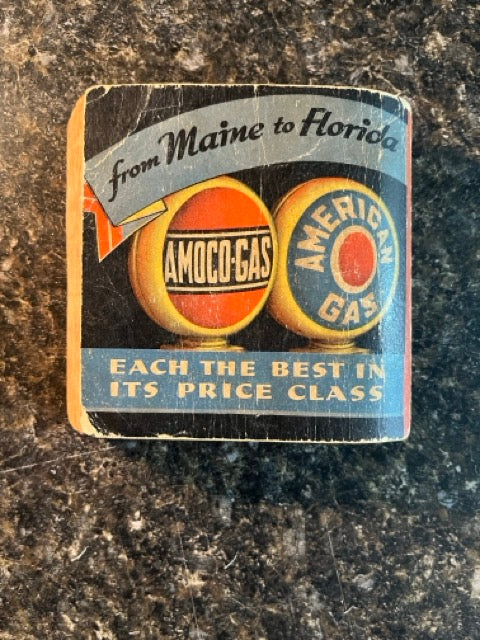 from Maine to Florida
AMOCO-GAS
AMERICAN
GAS
EACH THE BEST IN
ITS PRICE CLASS